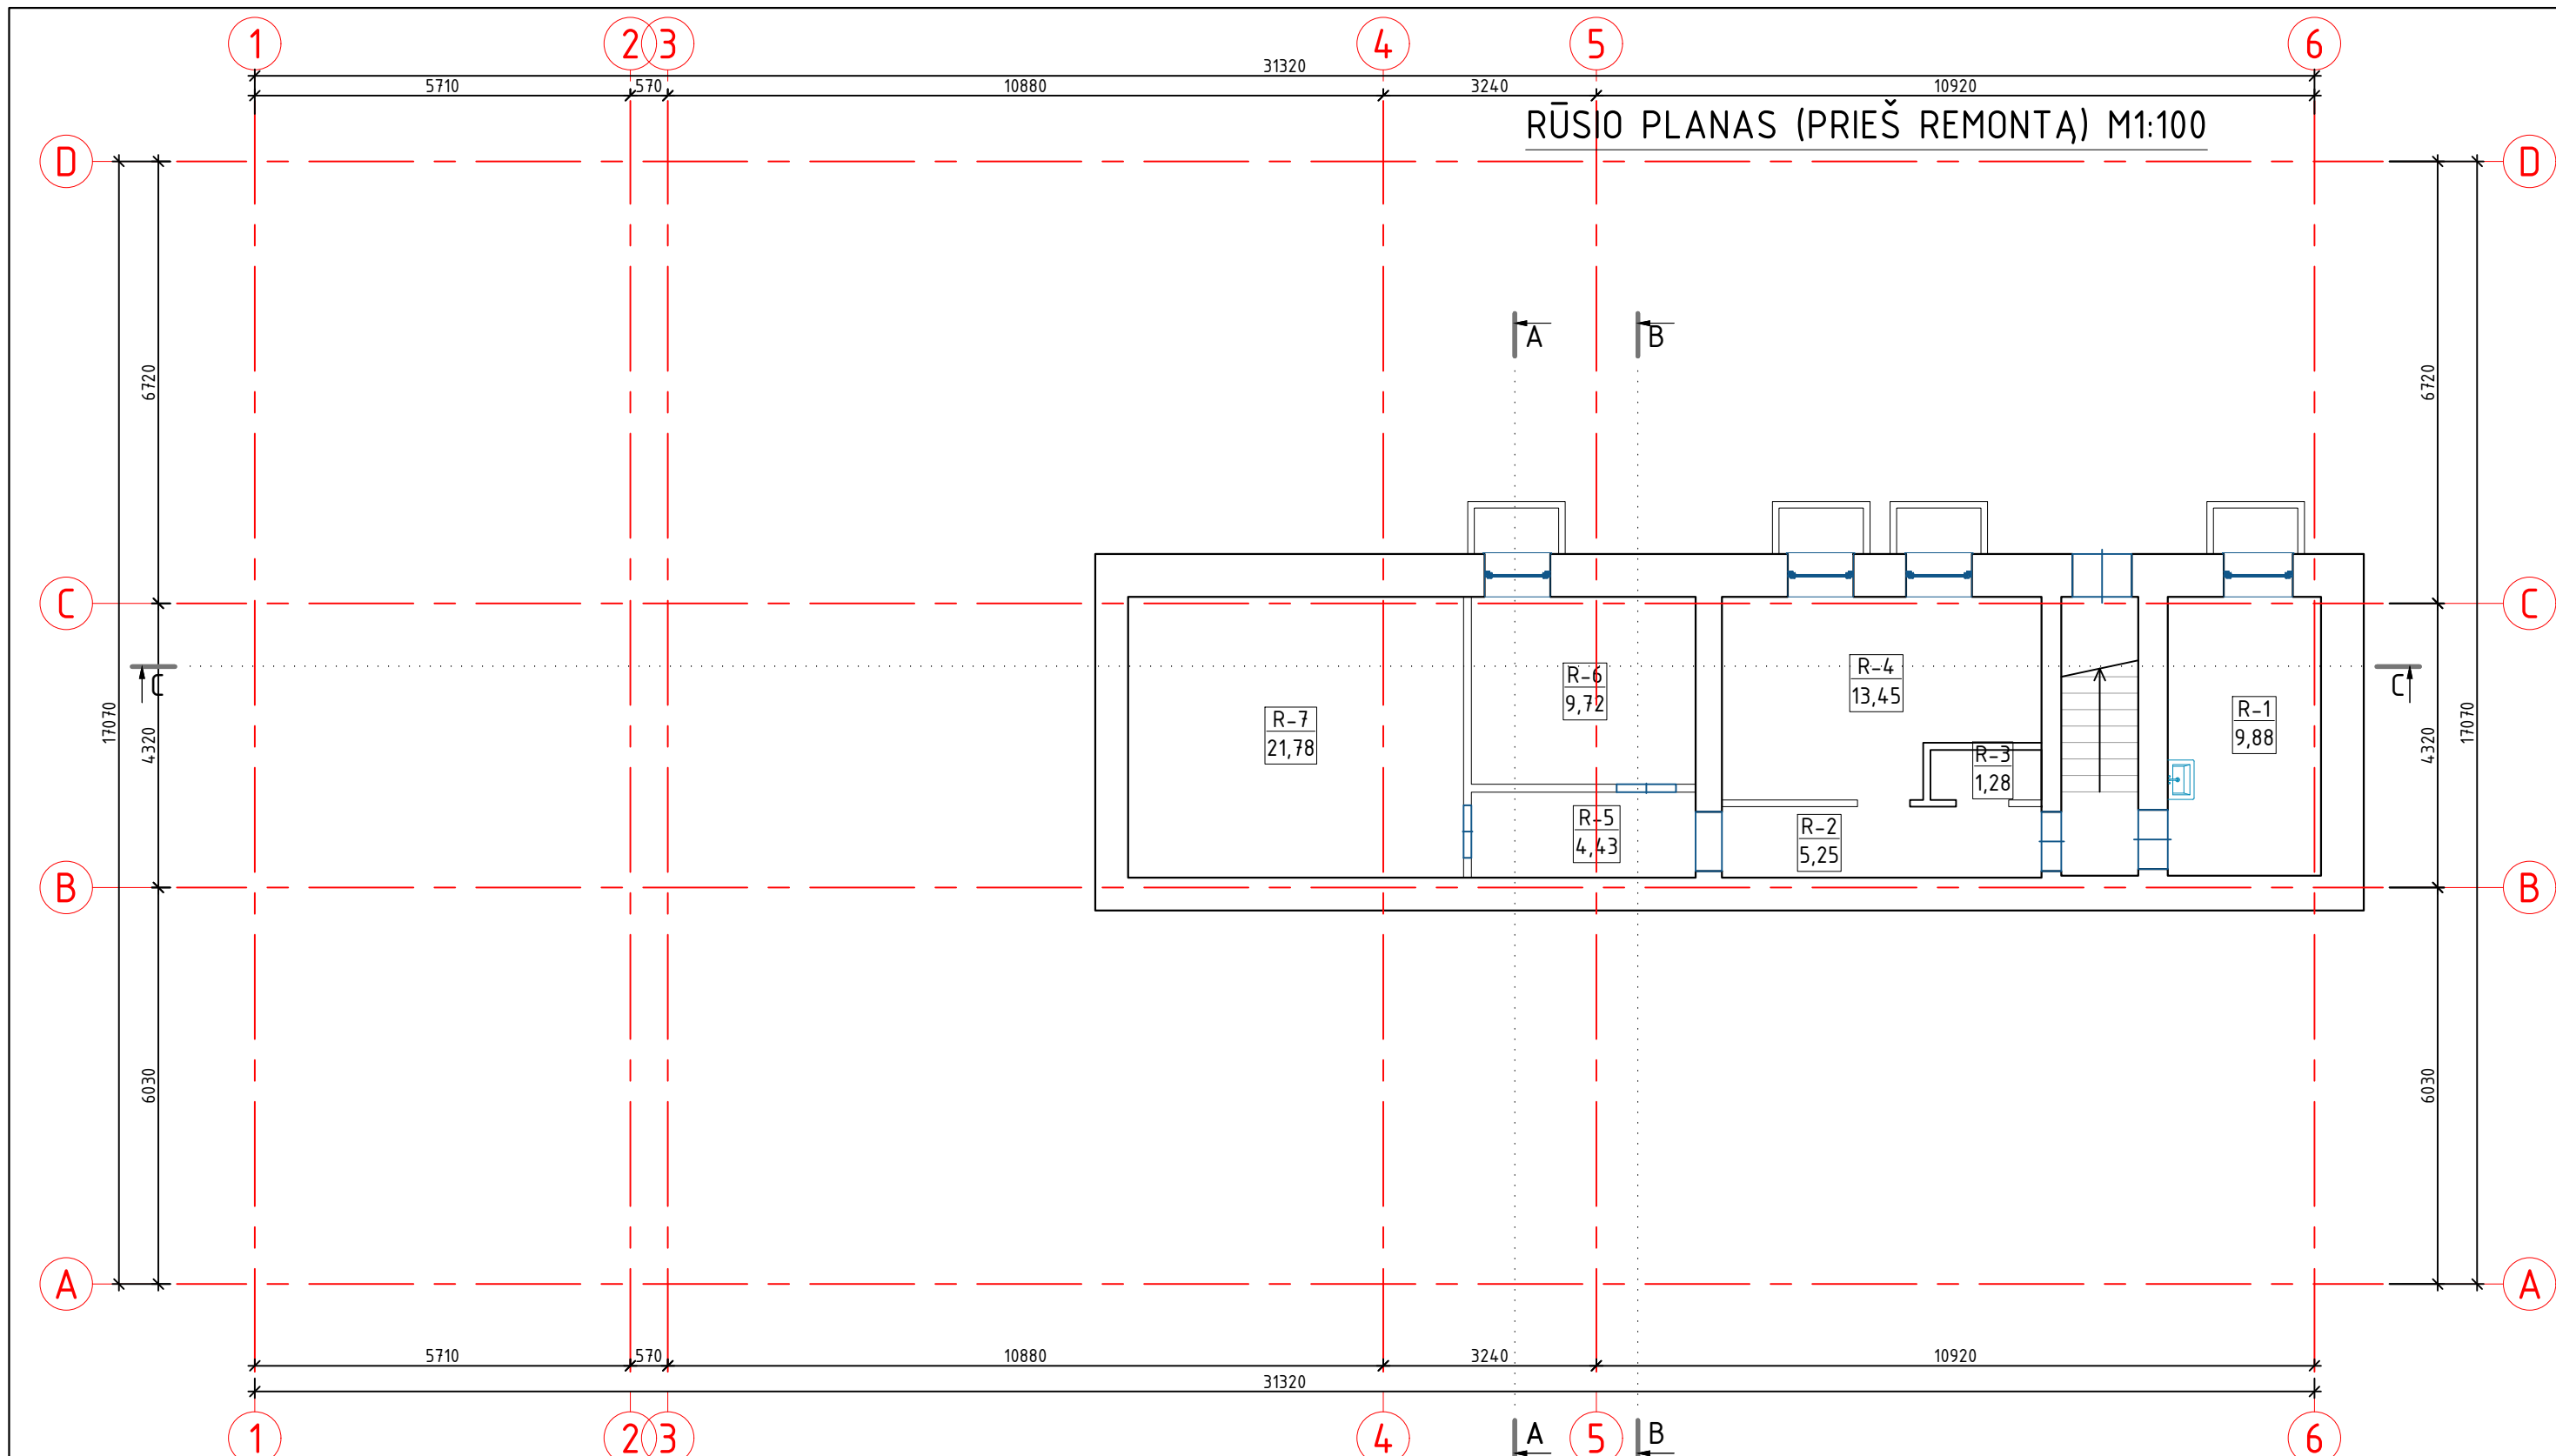 1 2 3 4 5 6
31320
5710 570 10880 3240 10920
RŪSIO PLANAS (PRIEŠ REMONTĄ) M1:100
D D
A B
6720 6720
C C
C C
R-6
9,72
R-4
13,45
R-7
21,78
R-1
9,88
17070 4320 4320 17070
R-3
1,28
R-5
4,43
R-2
5,25
B B
6030 6030
A A
5710 570 10880 3240 10920
31320
1 2 3 4 5 6
A B